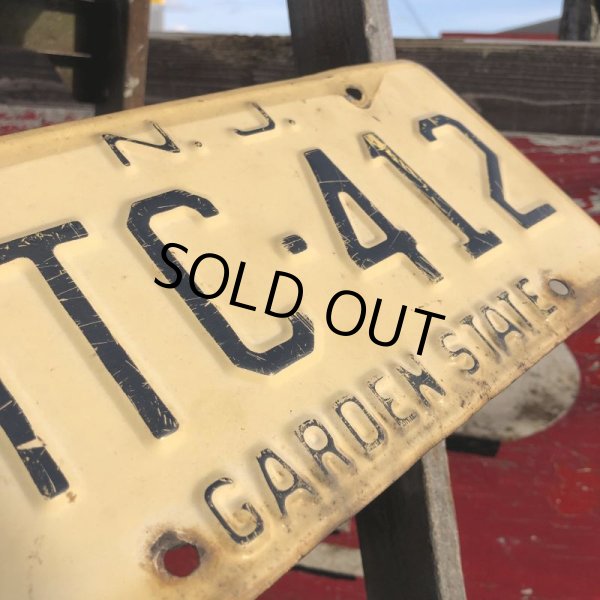 N.J.
TC·412
SOLD OUT
GARDEN STATE